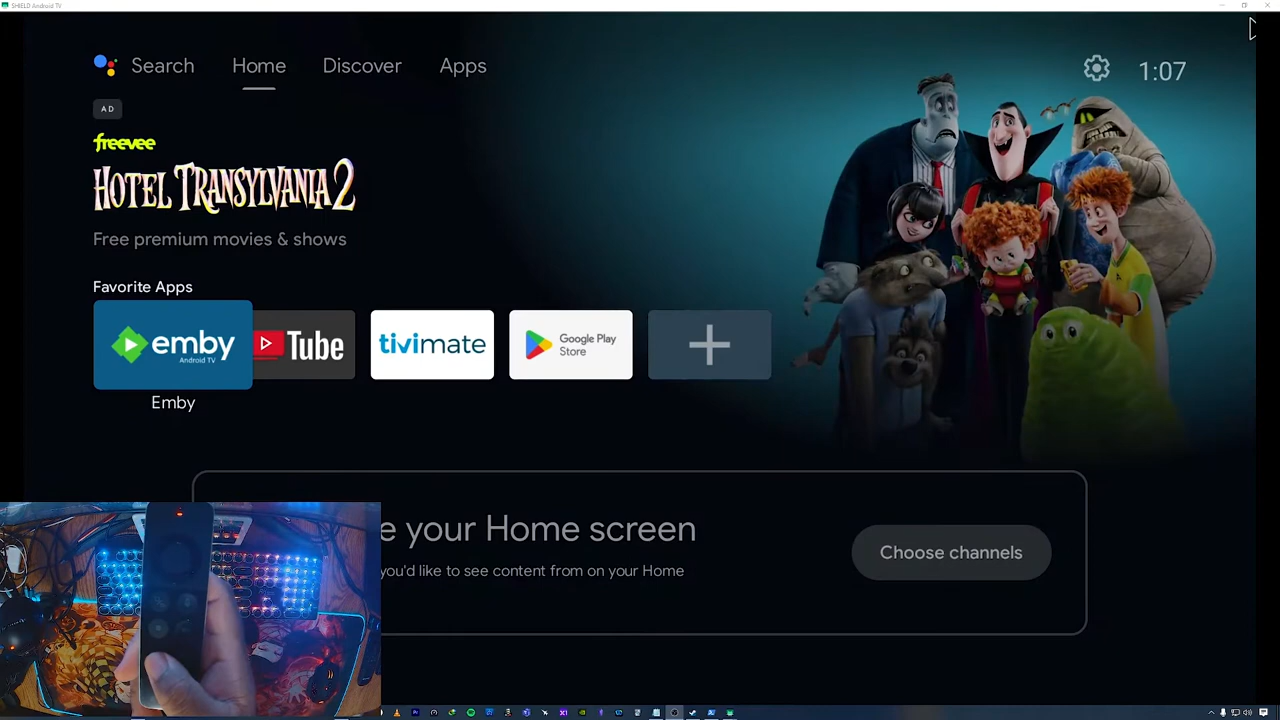 SHIELD Android TV
Search Home Discover Apps
1:07
AD
freevee
HOTEL TRANSYLVANIA 2
Free premium movies & shows
Favorite Apps
emby
Android TV
Tube
tivimate
Google Play
Store
Emby
e your Home screen
you'd like to see content from on your Home
Choose channels